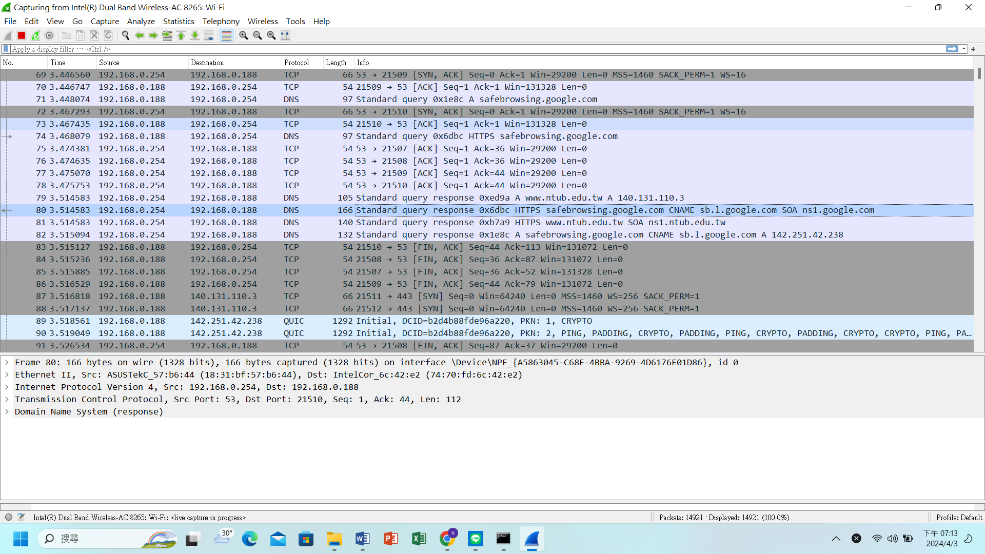 Capturing from Intel(R) Dual Band Wireless-AC 8265: Wi-Fi
File Edit View Go Capture Analyze Statistics Telephony Wireless Tools Help
Apply a display filter ... <Ctrl-/>
No. Time Source Destination Protocol Length Info
69 3.446560 192.168.0.254 192.168.0.188 TCP 66 53 → 21509 [SYN, ACK] Seq=0 Ack=1 Win=29200 Len=0 MSS=1460 SACK_PERM=1 WS=16
70 3.446747 192.168.0.188 192.168.0.254 TCP 54 21509 → 53 [ACK] Seq=1 Ack=1 Win=131328 Len=0
71 3.448074 192.168.0.188 192.168.0.254 DNS 97 Standard query 0x1e8c A safebrowsing.google.com
72 3.467293 192.168.0.254 192.168.0.188 TCP 66 53 → 21510 [SYN, ACK] Seq=0 Ack=1 Win=29200 Len=0 MSS=1460 SACK_PERM=1 WS=16
73 3.467435 192.168.0.188 192.168.0.254 TCP 54 21510 → 53 [ACK] Seq=1 Ack=1 Win=131328 Len=0
74 3.468079 192.168.0.188 192.168.0.254 DNS 97 Standard query 0x6dbc HTTPS safebrowsing.google.com
75 3.474381 192.168.0.254 192.168.0.188 TCP 54 53 → 21507 [ACK] Seq=1 Ack=36 Win=29200 Len=0
76 3.474635 192.168.0.254 192.168.0.188 TCP 54 53 → 21508 [ACK] Seq=1 Ack=36 Win=29200 Len=0
77 3.475070 192.168.0.254 192.168.0.188 TCP 54 53 → 21509 [ACK] Seq=1 Ack=44 Win=29200 Len=0
78 3.475753 192.168.0.254 192.168.0.188 TCP 54 53 → 21510 [ACK] Seq=1 Ack=44 Win=29200 Len=0
79 3.514583 192.168.0.254 192.168.0.188 DNS 105 Standard query response 0xed9a A www.ntub.edu.tw A 140.131.110.3
80 3.514583 192.168.0.254 192.168.0.188 DNS 166 Standard query response 0x6dbc HTTPS safebrowsing.google.com CNAME sb.l.google.com SOA ns1.google.com
81 3.514583 192.168.0.254 192.168.0.188 DNS 140 Standard query response 0xb7a9 HTTPS www.ntub.edu.tw SOA ns1.ntub.edu.tw
82 3.515094 192.168.0.254 192.168.0.188 DNS 132 Standard query response 0x1e8c A safebrowsing.google.com CNAME sb.l.google.com A 142.251.42.238
83 3.515127 192.168.0.188 192.168.0.254 TCP 54 21510 → 53 [FIN, ACK] Seq=44 Ack=113 Win=131072 Len=0
84 3.515236 192.168.0.188 192.168.0.254 TCP 54 21508 → 53 [FIN, ACK] Seq=36 Ack=87 Win=131072 Len=0
85 3.515885 192.168.0.188 192.168.0.254 TCP 54 21507 → 53 [FIN, ACK] Seq=36 Ack=52 Win=131328 Len=0
86 3.516529 192.168.0.188 192.168.0.254 TCP 54 21509 → 53 [FIN, ACK] Seq=44 Ack=79 Win=131072 Len=0
87 3.516818 192.168.0.188 140.131.110.3 TCP 66 21511 → 443 [SYN] Seq=0 Win=64240 Len=0 MSS=1460 WS=256 SACK_PERM=1
88 3.517137 192.168.0.188 140.131.110.3 TCP 66 21512 → 443 [SYN] Seq=0 Win=64240 Len=0 MSS=1460 WS=256 SACK_PERM=1
89 3.518561 192.168.0.188 142.251.42.238 QUIC 1292 Initial, DCID=b2d4b88fde96a220, PKN: 1, CRYPTO
90 3.519049 192.168.0.188 142.251.42.238 QUIC 1292 Initial, DCID=b2d4b88fde96a220, PKN: 2, PING, PADDING, CRYPTO, PADDING, PING, CRYPTO, PADDING, CRYPTO, CRYPTO, PING, PA…
91 3.526534 192.168.0.254 192.168.0.188 TCP 54 53 → 21508 [FIN, ACK] Seq=87 Ack=37 Win=29200 Len=0
Frame 80: 166 bytes on wire (1328 bits), 166 bytes captured (1328 bits) on interface \Device\NPF_{A5863045-C68E-4BBA-9269-4D6176E01D86}, id 0
Ethernet II, Src: ASUSTekC_57:b6:44 (18:31:bf:57:b6:44), Dst: IntelCor_6c:42:e2 (74:70:fd:6c:42:e2)
Internet Protocol Version 4, Src: 192.168.0.254, Dst: 192.168.0.188
Transmission Control Protocol, Src Port: 53, Dst Port: 21510, Seq: 1, Ack: 44, Len: 112
Domain Name System (response)
Intel(R) Dual Band Wireless-AC 8265: Wi-Fi: <live capture in progress> Packets: 14921 · Displayed: 14921 (100.0%) Profile: Default
搜尋 30° 下午 07:13
2024/4/3